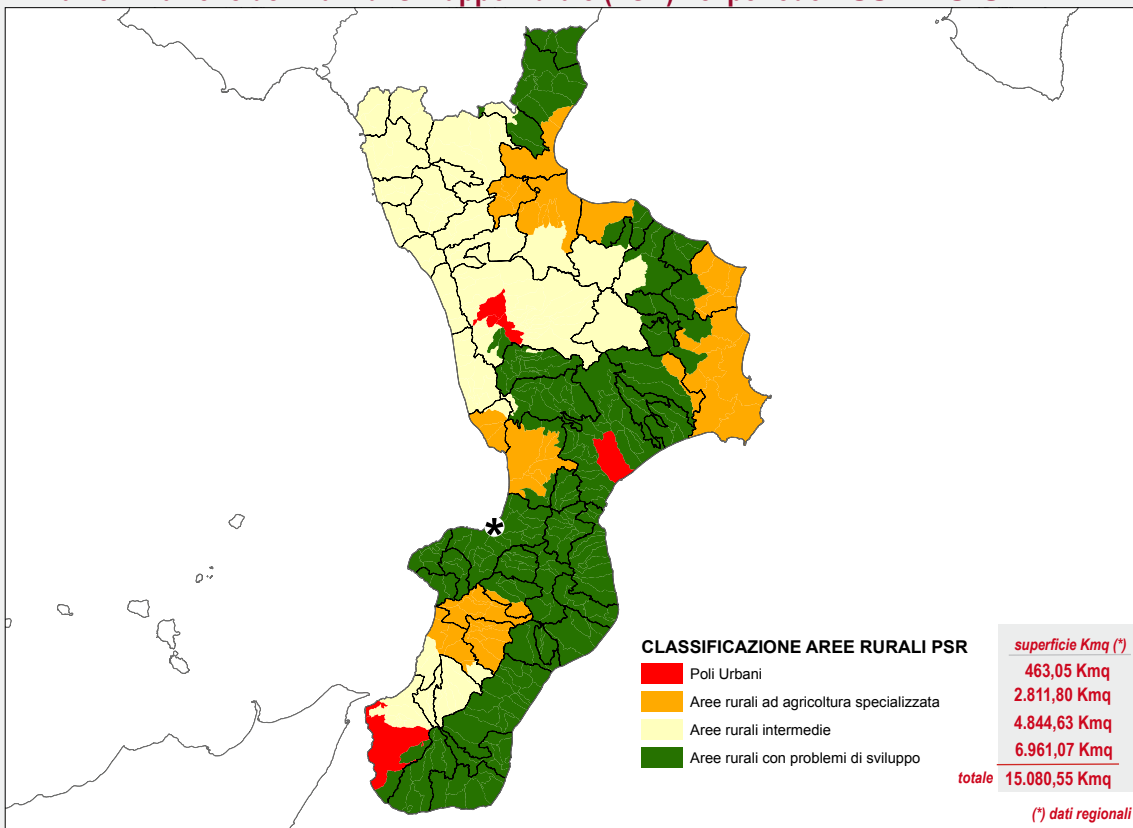 CLASSIFICAZIONE AREE RURALI PSR
superficie Kmq (*)
Poli Urbani
463,05 Kmq
Aree rurali ad agricoltura specializzata
2.811,80 Kmq
Aree rurali intermedie
4.844,63 Kmq
Aree rurali con problemi di sviluppo
6.961,07 Kmq
totale 15.080,55 Kmq
(*) dati regionali
*